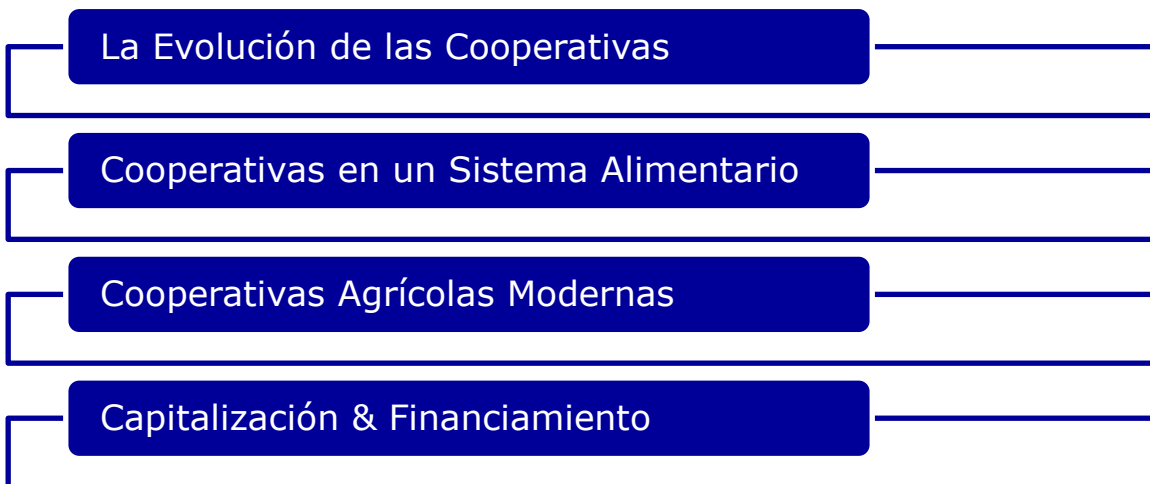 La Evolución de las Cooperativas
Cooperativas en un Sistema Alimentario
Cooperativas Agrícolas Modernas
Capitalización & Financiamiento